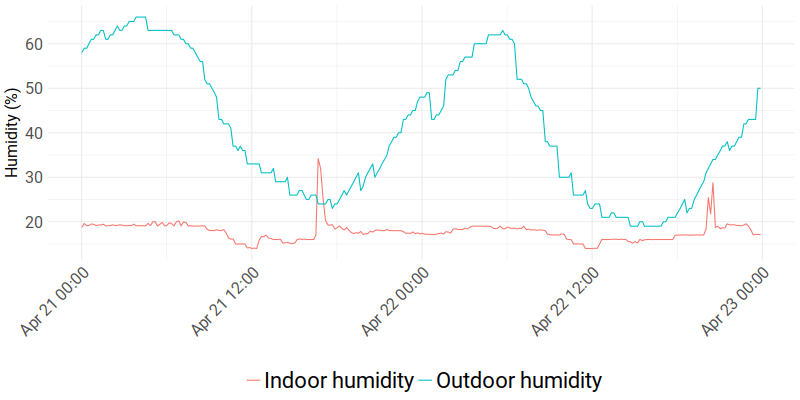 Humidity (%)
60
50
40
30
20
Apr 21 00:00
Apr 21 12:00
Apr 22 00:00
Apr 22 12:00
Apr 23 00:00
Indoor humidity Outdoor humidity